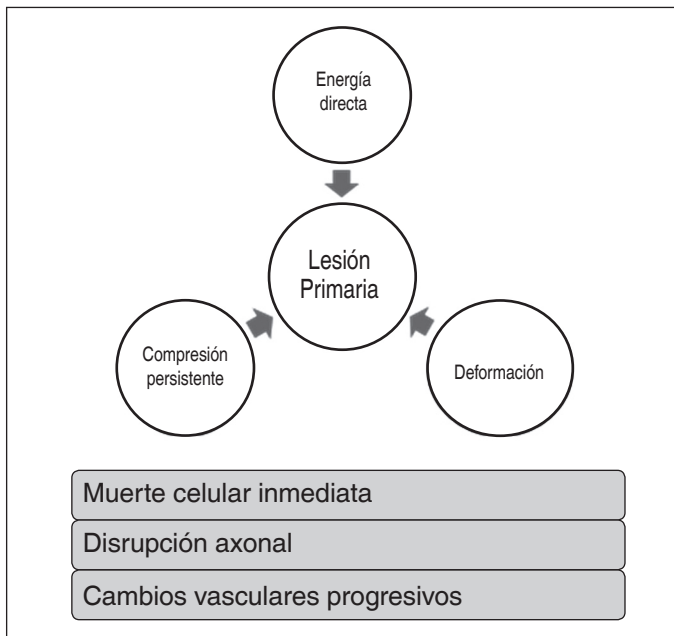 Energía
directa
Lesión
Primaria
Compresión
persistente
Deformación
Muerte celular inmediata
Disrupción axonal
Cambios vasculares progresivos